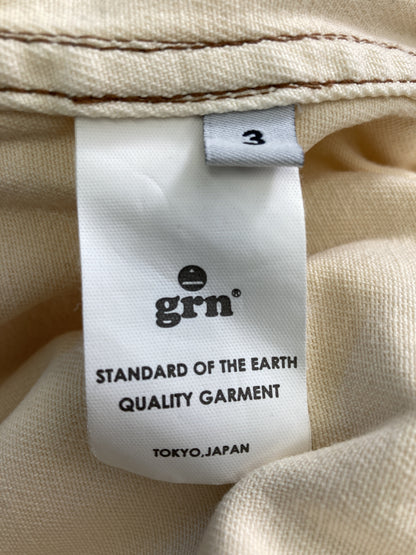 3
grn®
STANDARD OF THE EARTH
QUALITY GARMENT
TOKYO,JAPAN